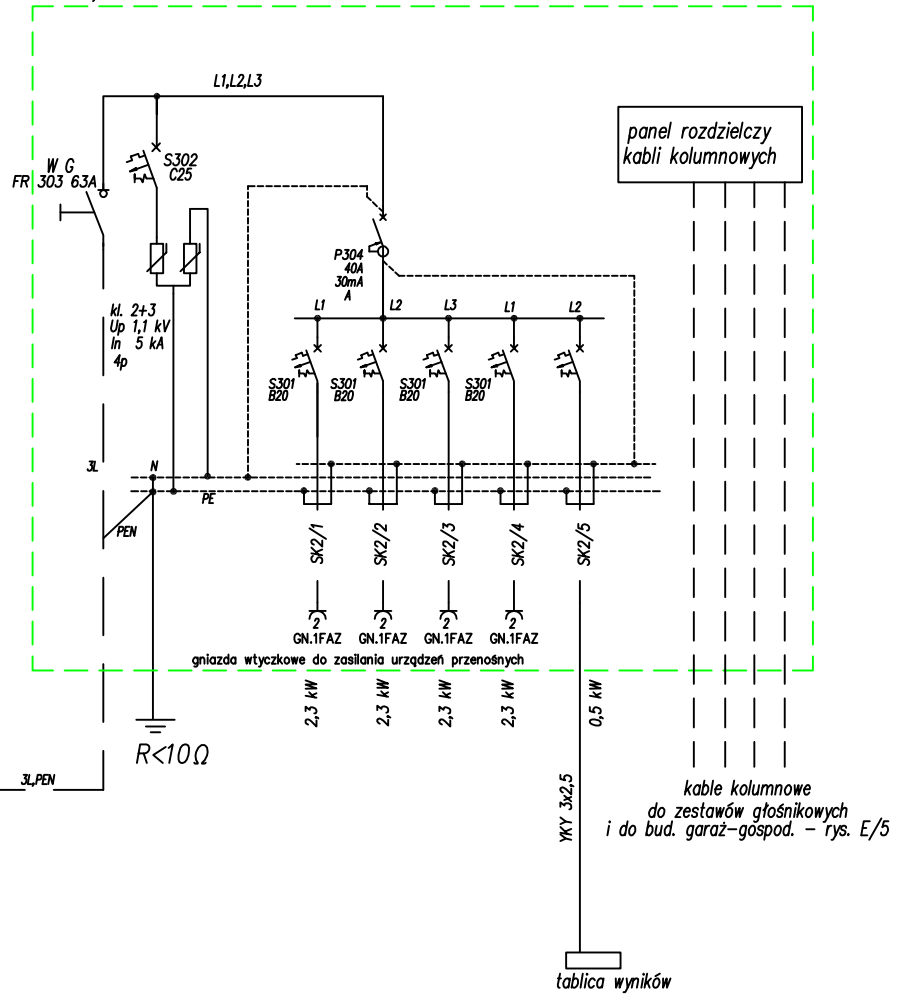 L1,L2,L3
panel rozdzielczy
kabli kolumnowych
W G
FR 303 63A
S302
C25
P304
40A
30mA
A
kl. 2+3
Up 1,1 kV
In 5 kA
4p
L1
L2
L3
L1
L2
S301
B20
S301
B20
S301
B20
S301
B20
3L
N
PE
PEN
SK2/1
SK2/2
SK2/3
SK2/4
SK2/5
2
GN.1FAZ
2
GN.1FAZ
2
GN.1FAZ
2
GN.1FAZ
gniazda wtyczkowe do zasilania urządzeń przenośnych
2,3 kW
2,3 kW
2,3 kW
2,3 kW
0,5 kW
R<10Ω
3L,PEN
YKY 3x2,5
kable kolumnowe
do zestawów głośnikowych
i do bud. garaż-gospod. - rys. E/5
tablica wyników